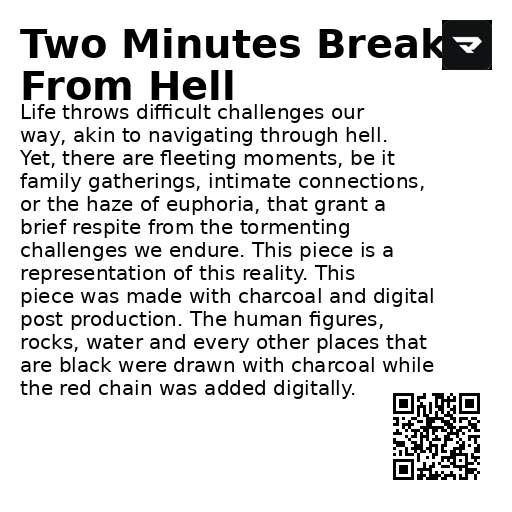 Two Minutes Break
From Hell
Life throws difficult challenges our
way, akin to navigating through hell.
Yet, there are fleeting moments, be it
family gatherings, intimate connections,
or the haze of euphoria, that grant a
brief respite from the tormenting
challenges we endure. This piece is a
representation of this reality. This
piece was made with charcoal and digital
post production. The human figures,
rocks, water and every other places that
are black were drawn with charcoal while
the red chain was added digitally.